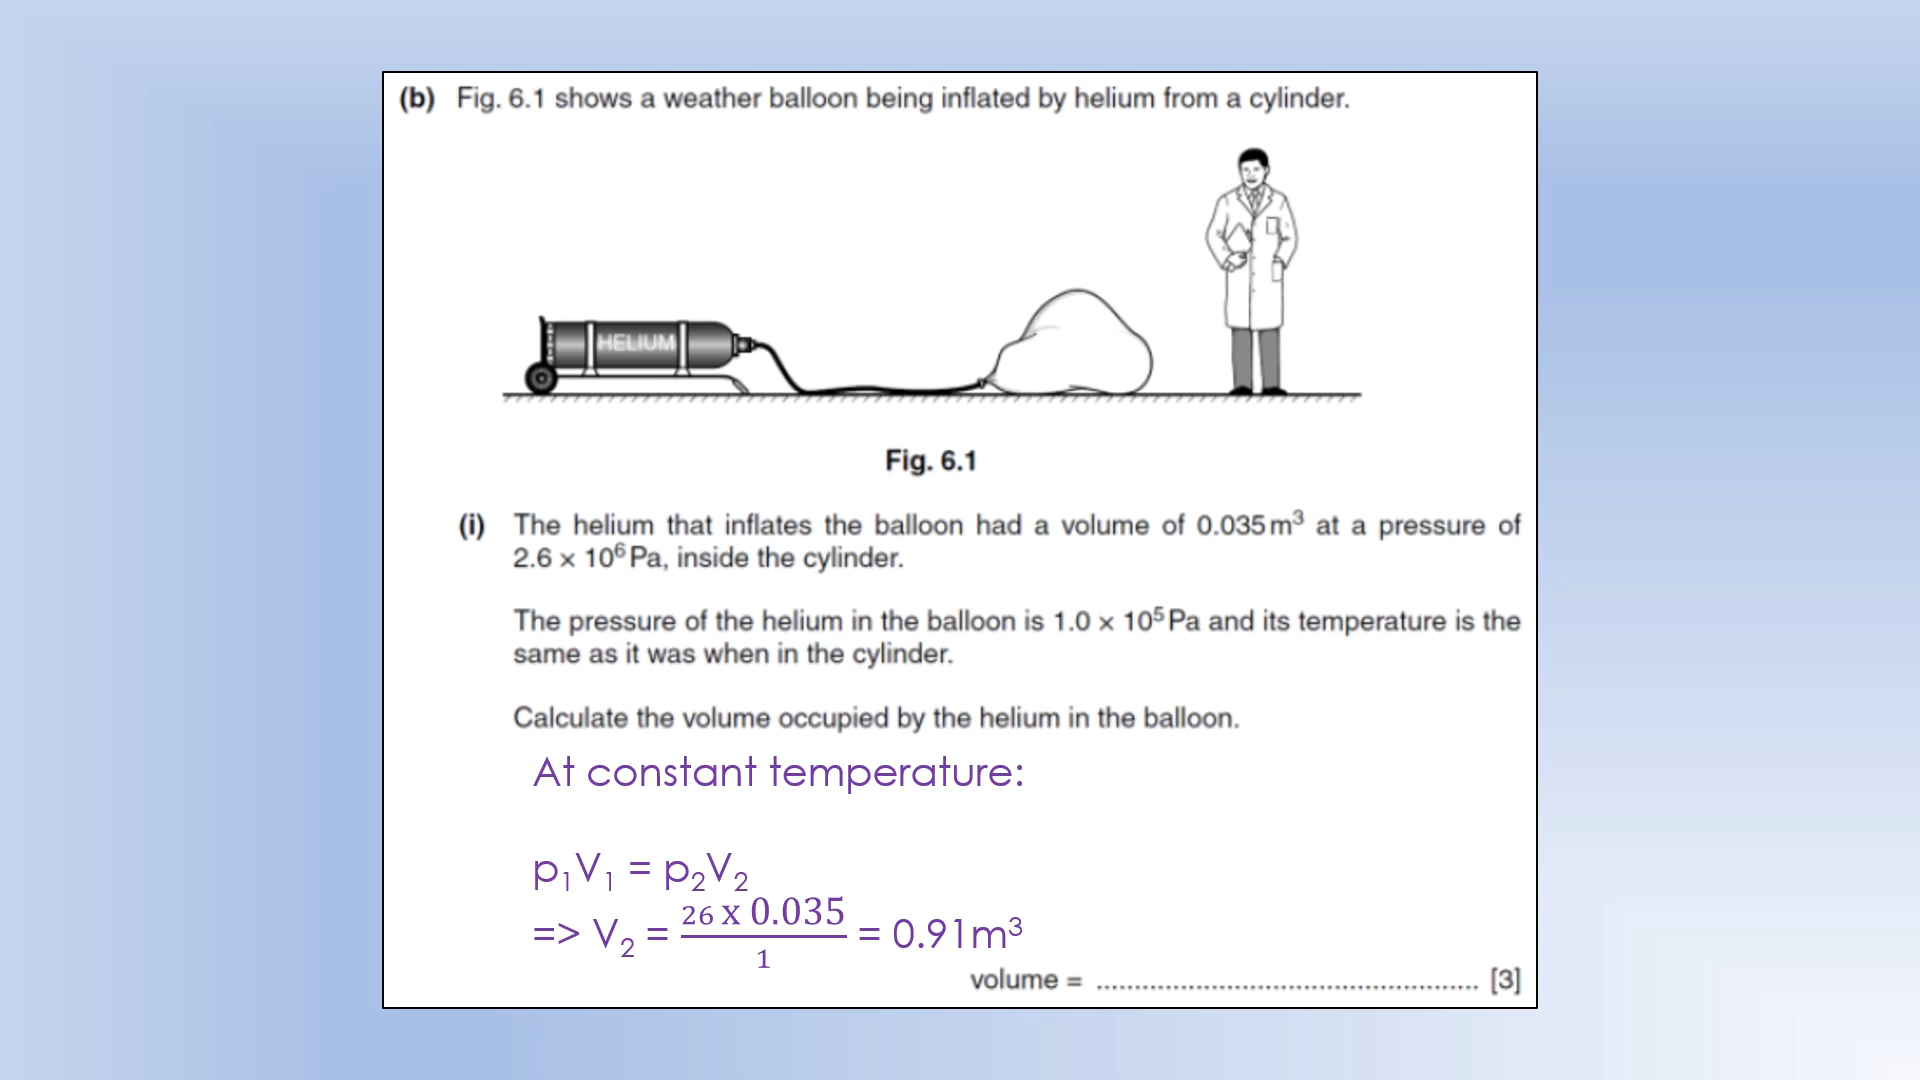 (b) Fig. 6.1 shows a weather balloon being inflated by helium from a cylinder.
HELIUM
Fig. 6.1
(i) The helium that inflates the balloon had a volume of 0.035 m³ at a pressure of
2.6 × 10⁶ Pa, inside the cylinder.
The pressure of the helium in the balloon is 1.0 × 10⁵ Pa and its temperature is the
same as it was when in the cylinder.
Calculate the volume occupied by the helium in the balloon.
At constant temperature:
p₁V₁ = p₂V₂
=> V₂ = 26 x 0.035 / 1 = 0.91m³
volume = .................................................. [3]